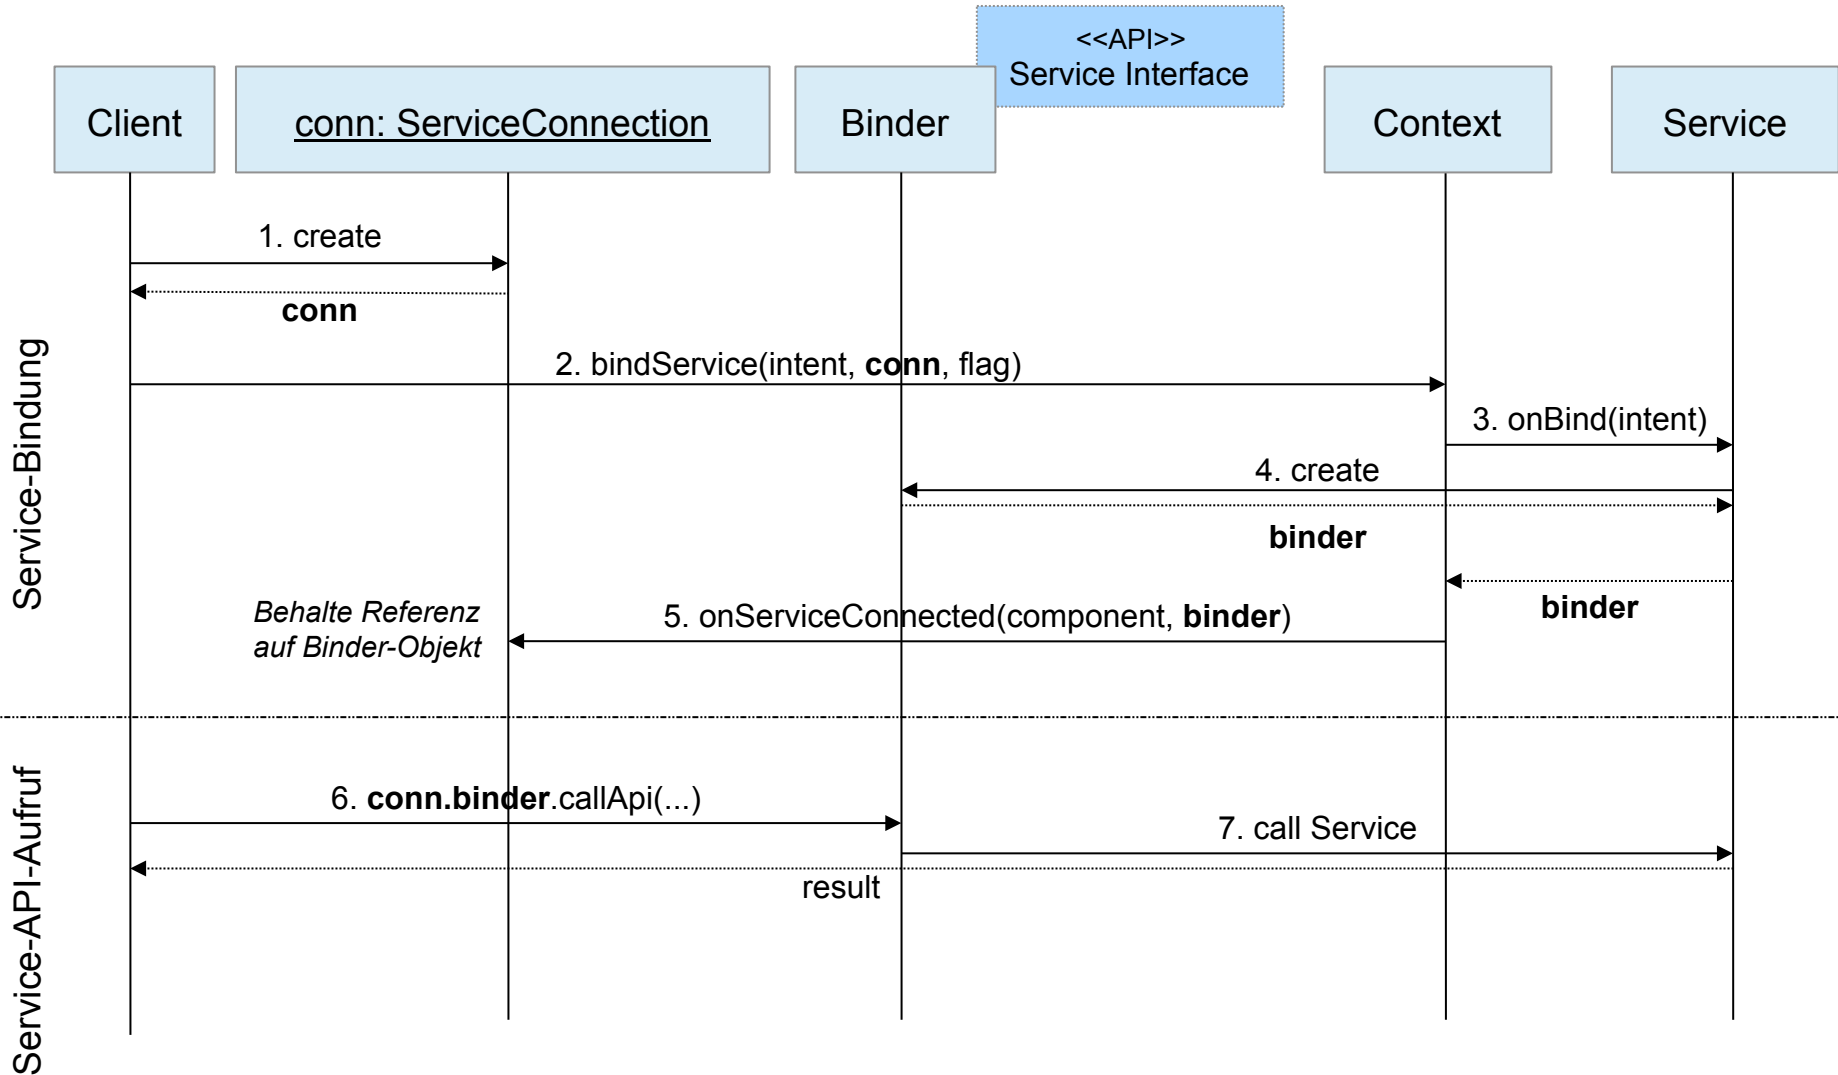 <<API>>
Service Interface
Client
conn: ServiceConnection
Binder
Context
Service
Service-Bindung
1. create
conn
2. bindService(intent, conn, flag)
3. onBind(intent)
4. create
binder
binder
Behalte Referenz
auf Binder-Objekt
5. onServiceConnected(component, binder)
Service-API-Aufruf
6. conn.binder.callApi(...)
7. call Service
result